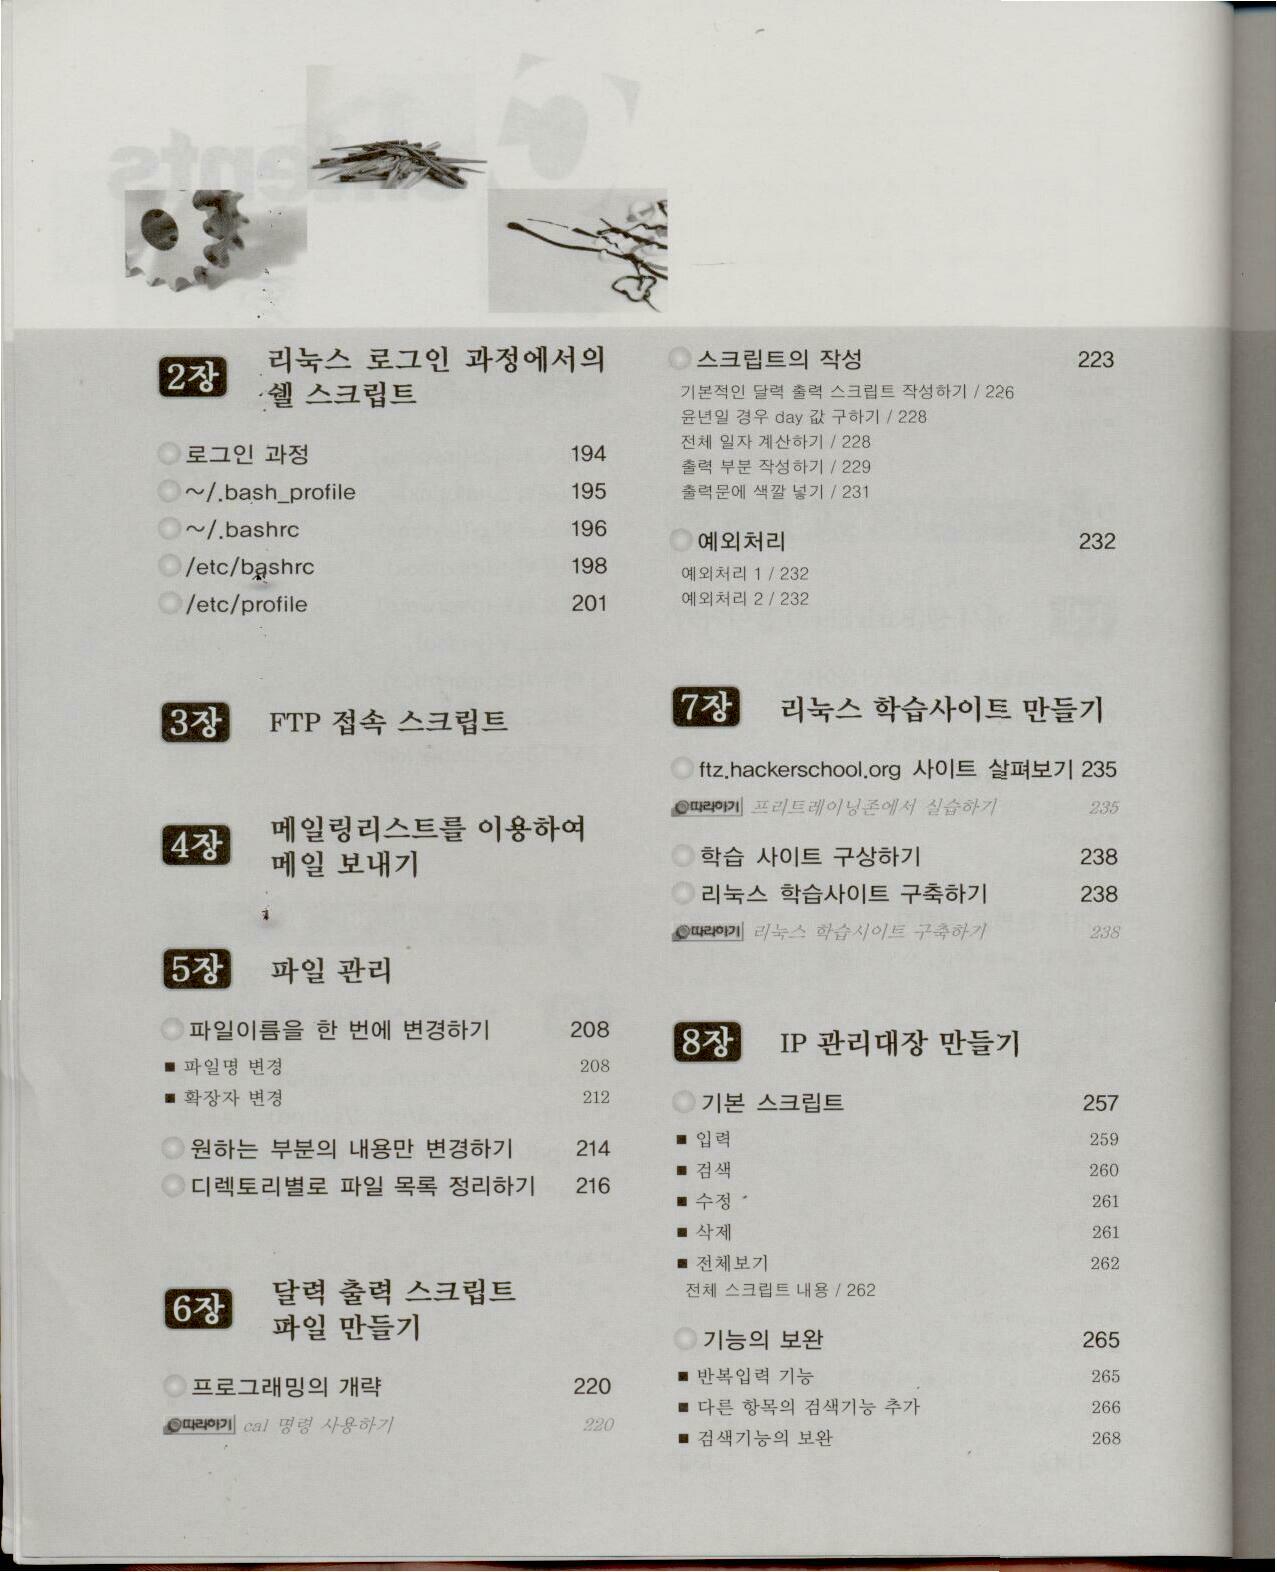 2장 리눅스 로그인 과정에서의
쉘 스크립트
로그인 과정 194
~/.bash_profile 195
~/.bashrc 196
/etc/bashrc 198
/etc/profile 201
3장 FTP 접속 스크립트
4장 메일링리스트를 이용하여
메일 보내기
5장 파일 관리
파일이름을 한 번에 변경하기 208
■ 파일명 변경 208
■ 확장자 변경 212
원하는 부분의 내용만 변경하기 214
디렉토리별로 파일 목록 정리하기 216
6장 달력 출력 스크립트
파일 만들기
프로그래밍의 개략 220
따라하기 cal 명령 사용하기 220
스크립트의 작성 223
기본적인 달력 출력 스크립트 작성하기 / 226
윤년일 경우 day 값 구하기 / 228
전체 일자 계산하기 / 228
출력 부분 작성하기 / 229
출력문에 색깔 넣기 / 231
예외처리 232
예외처리 1 / 232
예외처리 2 / 232
7장 리눅스 학습사이트 만들기
ftz.hackerschool.org 사이트 살펴보기 235
따라하기 프리트레이닝존에서 실습하기 235
학습 사이트 구상하기 238
리눅스 학습사이트 구축하기 238
따라하기 리눅스 학습사이트 구축하기 238
8장 IP 관리대장 만들기
기본 스크립트 257
■ 입력 259
■ 검색 260
■ 수정 261
■ 삭제 261
■ 전체보기 262
전체 스크립트 내용 / 262
기능의 보완 265
■ 반복입력 기능 265
■ 다른 항목의 검색기능 추가 266
■ 검색기능의 보완 268